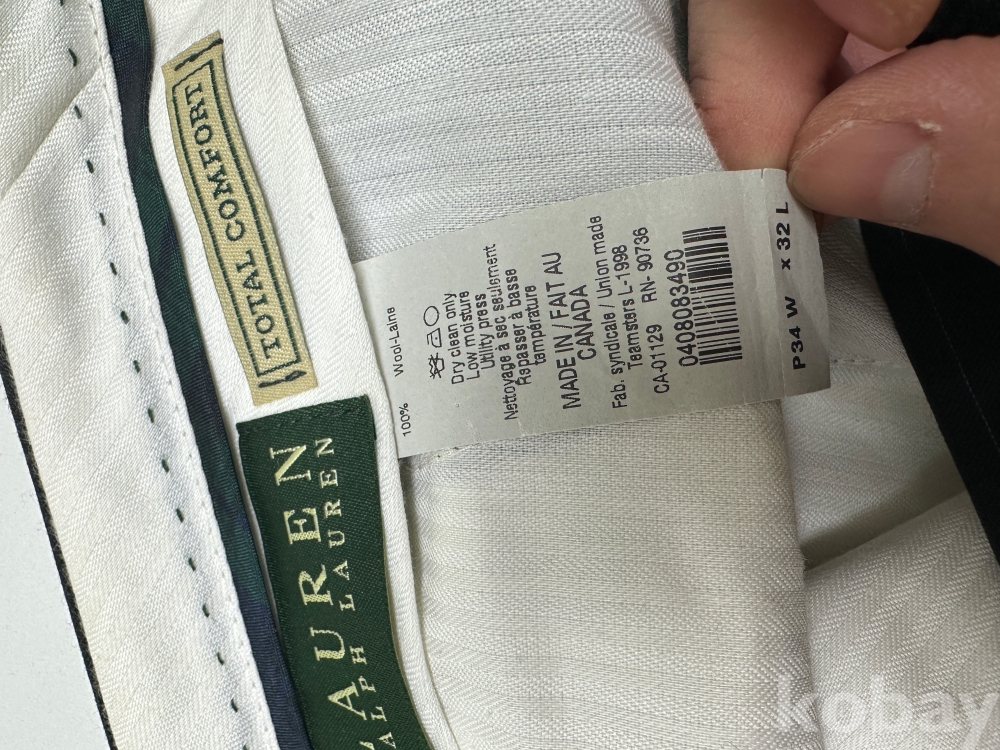 TOTAL COMFORT
LAUREN
RALPH LAUREN
100% Wool-Laine
Dry clean only
Low moisture
Utility press
Nettoyage à sec seulement
Repasser à basse
température
MADE IN / FAIT AU
CANADA
Fab. syndicale / Union made
Teamsters L-1998
CA-01129 RN- 90736
0408083490
P34 W x 32 L
kobay